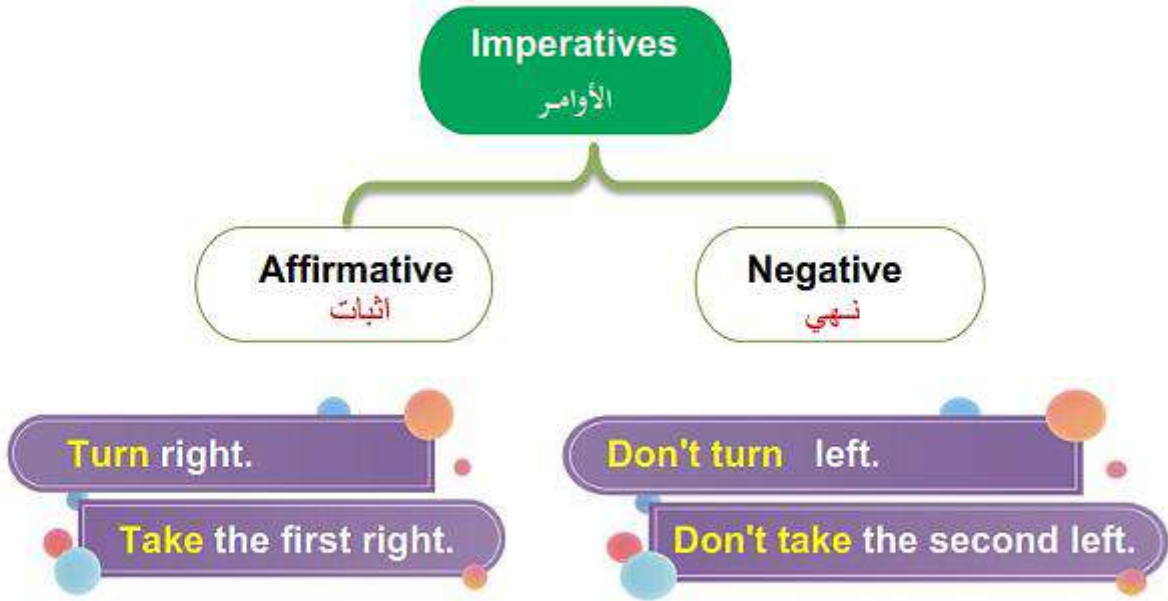 Imperatives
الأوامـر
Affirmative
اثبات
Negative
نـهي
Turn right.
Take the first right.
Don't turn left.
Don't take the second left.